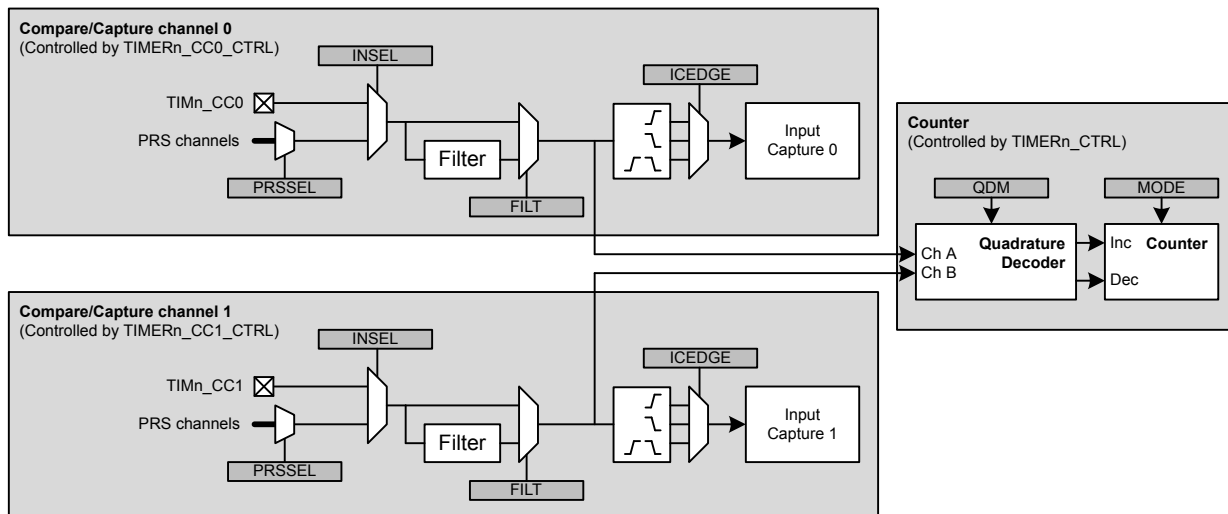 Compare/Capture channel 0
(Controlled by TIMERn_CC0_CTRL)
INSEL
ICEDGE
TIMn_CC0
PRS channels
Filter
Input
Capture 0
PRSSEL
FILT
Counter
(Controlled by TIMERn_CTRL)
QDM
MODE
Ch A
Ch B
Quadrature
Decoder
Inc
Counter
Dec
Compare/Capture channel 1
(Controlled by TIMERn_CC1_CTRL)
INSEL
ICEDGE
TIMn_CC1
PRS channels
Filter
Input
Capture 1
PRSSEL
FILT